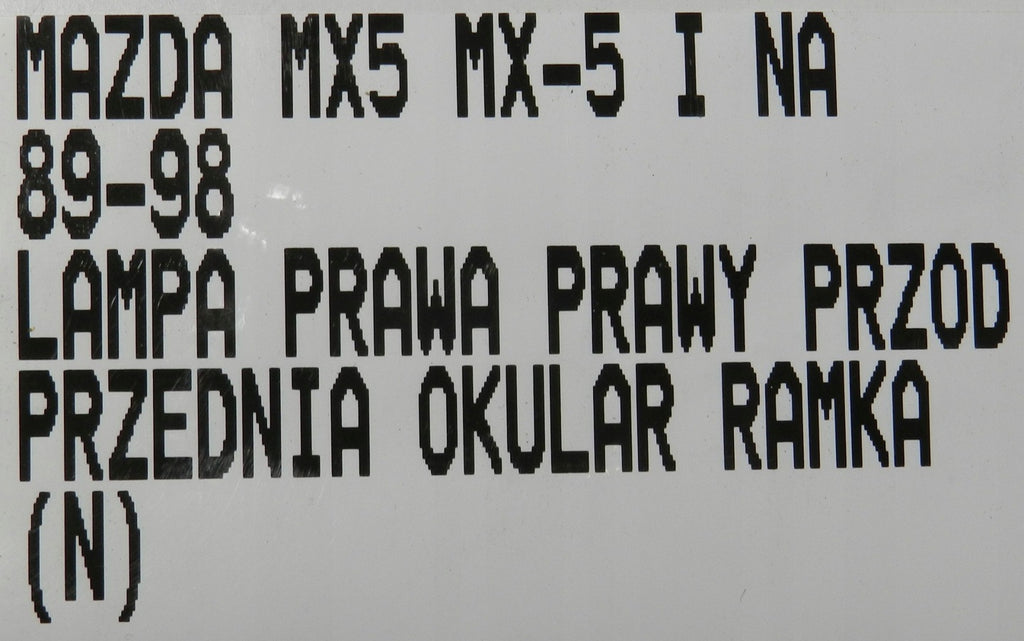 MAZDA MX5 MX-5 I NA
89-98
LAMPA PRAWA PRAWY PRZOD
PRZEDNIA OKULAR RAMKA
(N)